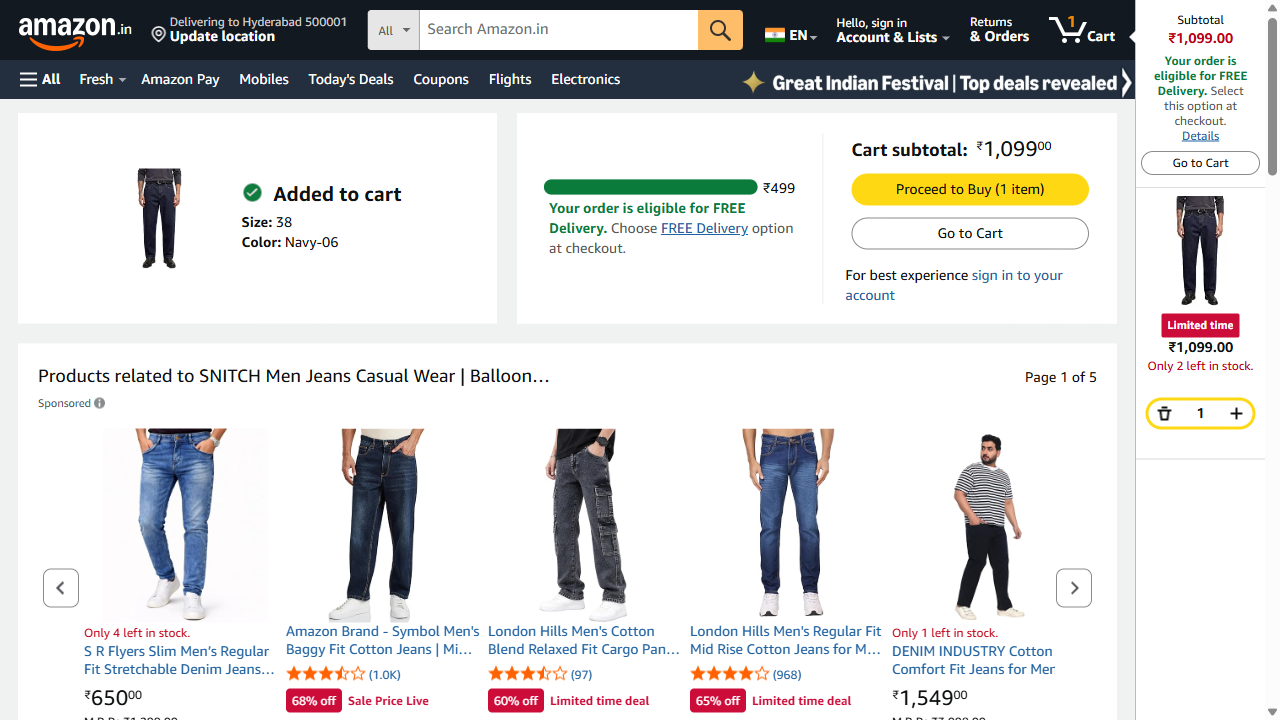 amazon.in
Delivering to Hyderabad 500001
Update location
All
Search Amazon.in
EN
Hello, sign in
Account & Lists
Returns
& Orders
1
Cart
All
Fresh
Amazon Pay
Mobiles
Today's Deals
Coupons
Flights
Electronics
Great Indian Festival | Top deals revealed
Added to cart
Size: 38
Color: Navy-06
₹499
Your order is eligible for FREE
Delivery. Choose FREE Delivery option
at checkout.
Cart subtotal: ₹1,099.00
Proceed to Buy (1 item)
Go to Cart
For best experience sign in to your
account
Products related to SNITCH Men Jeans Casual Wear | Balloon…
Page 1 of 5
Sponsored
Only 4 left in stock.
S R Flyers Slim Men's Regular
Fit Stretchable Denim Jeans…
₹650.00
Amazon Brand - Symbol Men's
Baggy Fit Cotton Jeans | Mi…
(1.0K)
68% off Sale Price Live
London Hills Men's Cotton
Blend Relaxed Fit Cargo Pan…
(97)
60% off Limited time deal
London Hills Men's Regular Fit
Mid Rise Cotton Jeans for M…
(968)
65% off Limited time deal
Only 1 left in stock.
DENIM INDUSTRY Cotton
Comfort Fit Jeans for Mer
₹1,549.00
Subtotal
₹1,099.00
Your order is
eligible for FREE
Delivery. Select
this option at
checkout.
Details
Go to Cart
Limited time
₹1,099.00
Only 2 left in stock.
1